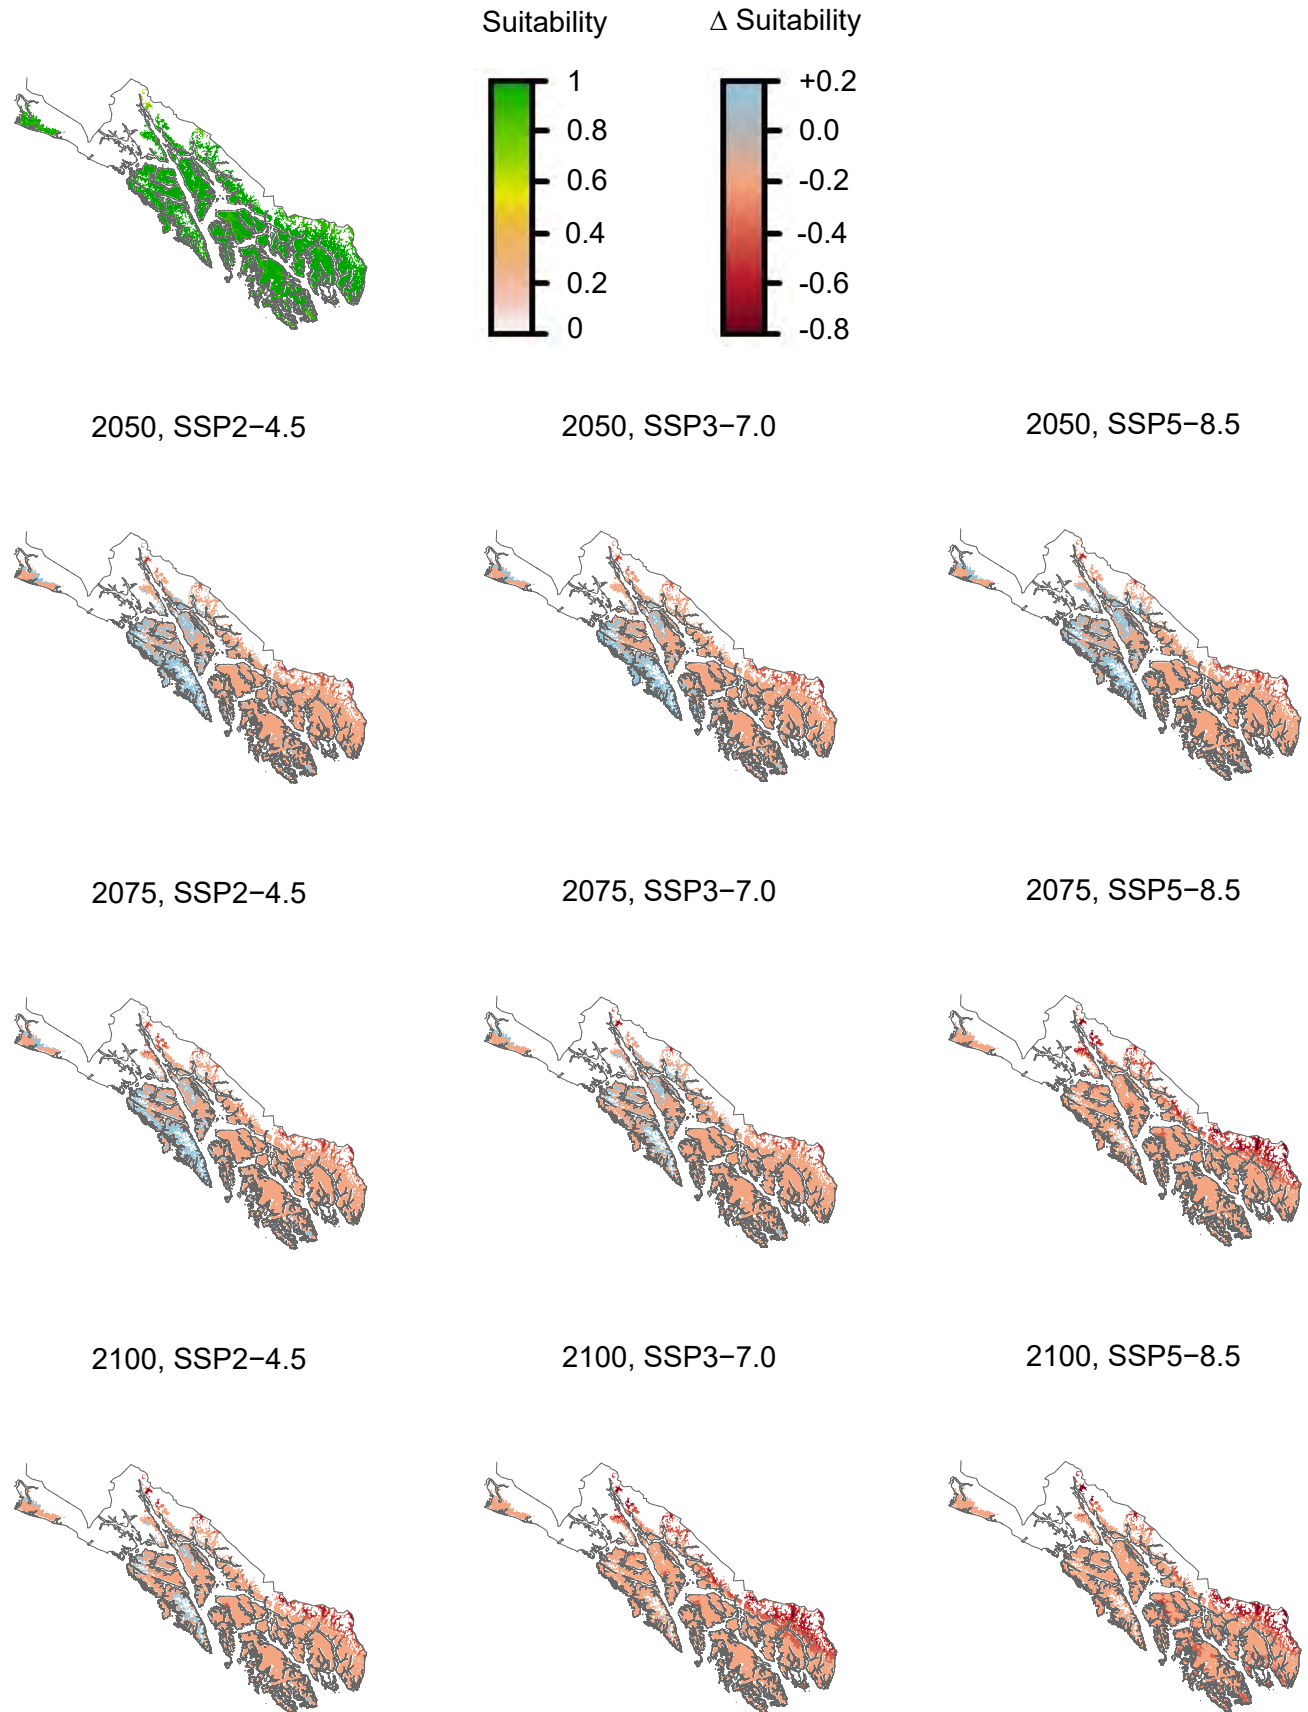 Suitability
Δ Suitability
1
0.8
0.6
0.4
0.2
0
+0.2
0.0
-0.2
-0.4
-0.6
-0.8
2050, SSP2−4.5
2050, SSP3−7.0
2050, SSP5−8.5
2075, SSP2−4.5
2075, SSP3−7.0
2075, SSP5−8.5
2100, SSP2−4.5
2100, SSP3−7.0
2100, SSP5−8.5